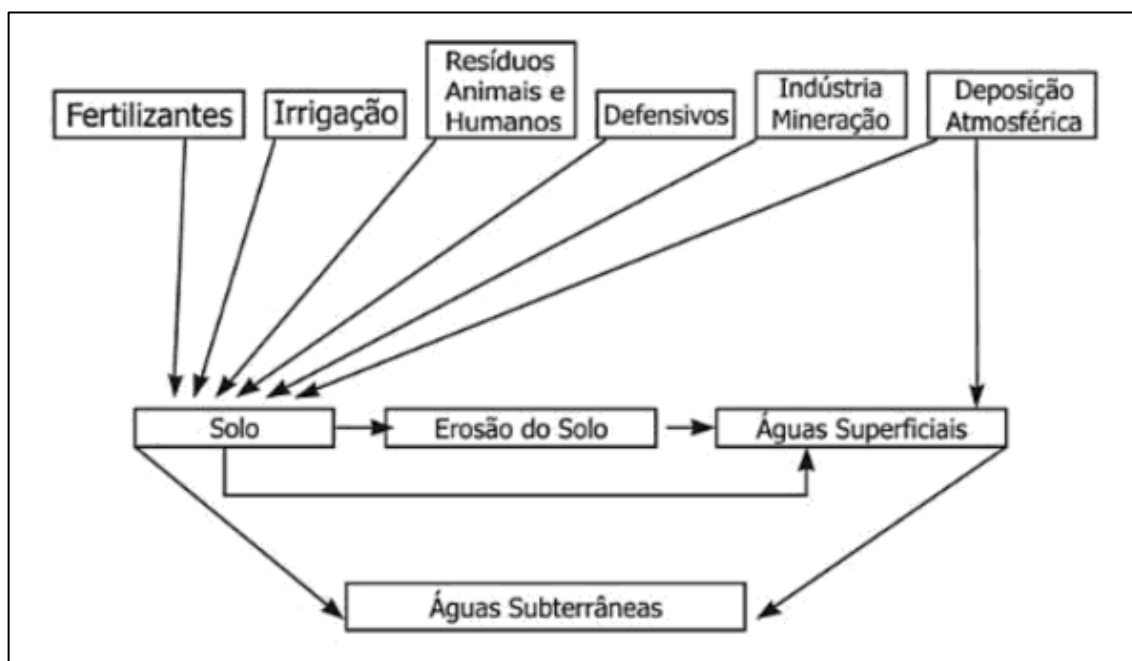 Fertilizantes
Irrigação
Resíduos
Animais e
Humanos
Defensivos
Indústria
Mineração
Deposição
Atmosférica
Solo
Erosão do Solo
Águas Superficiais
Águas Subterrâneas